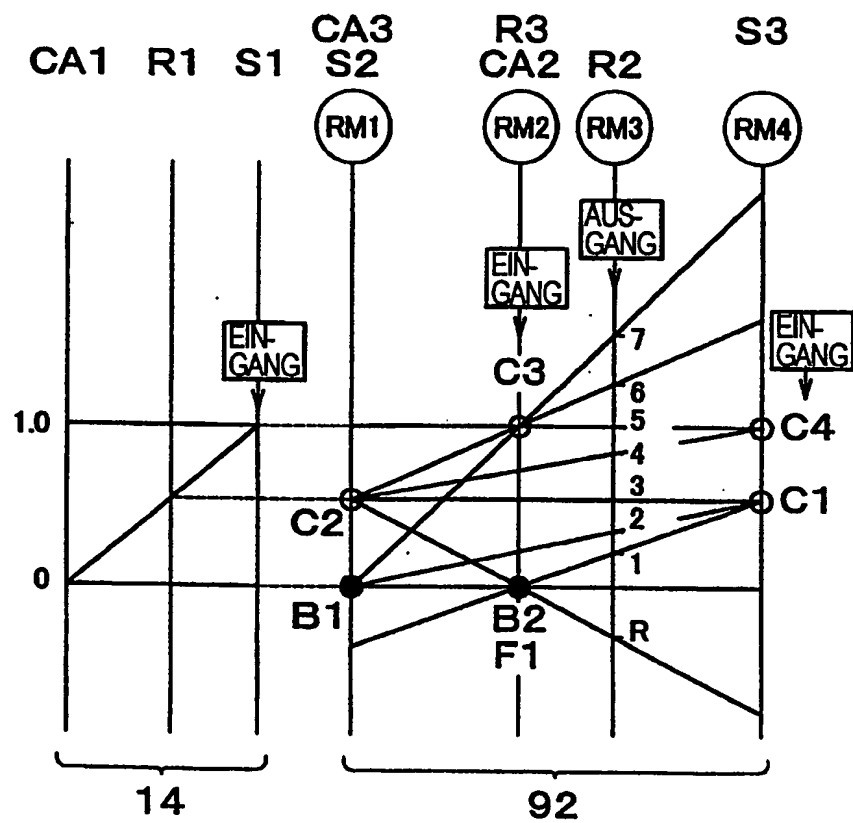 CA3 R3 S3
CA1 R1 S1 S2 CA2 R2
RM1 RM2 RM3 RM4
AUS-
GANG
EIN-
GANG
EIN-
GANG
EIN-
GANG
7
C3
6
1.0
5
C4
4
3
C1
C2
2
1
0
B1
B2
F1
R
14
92